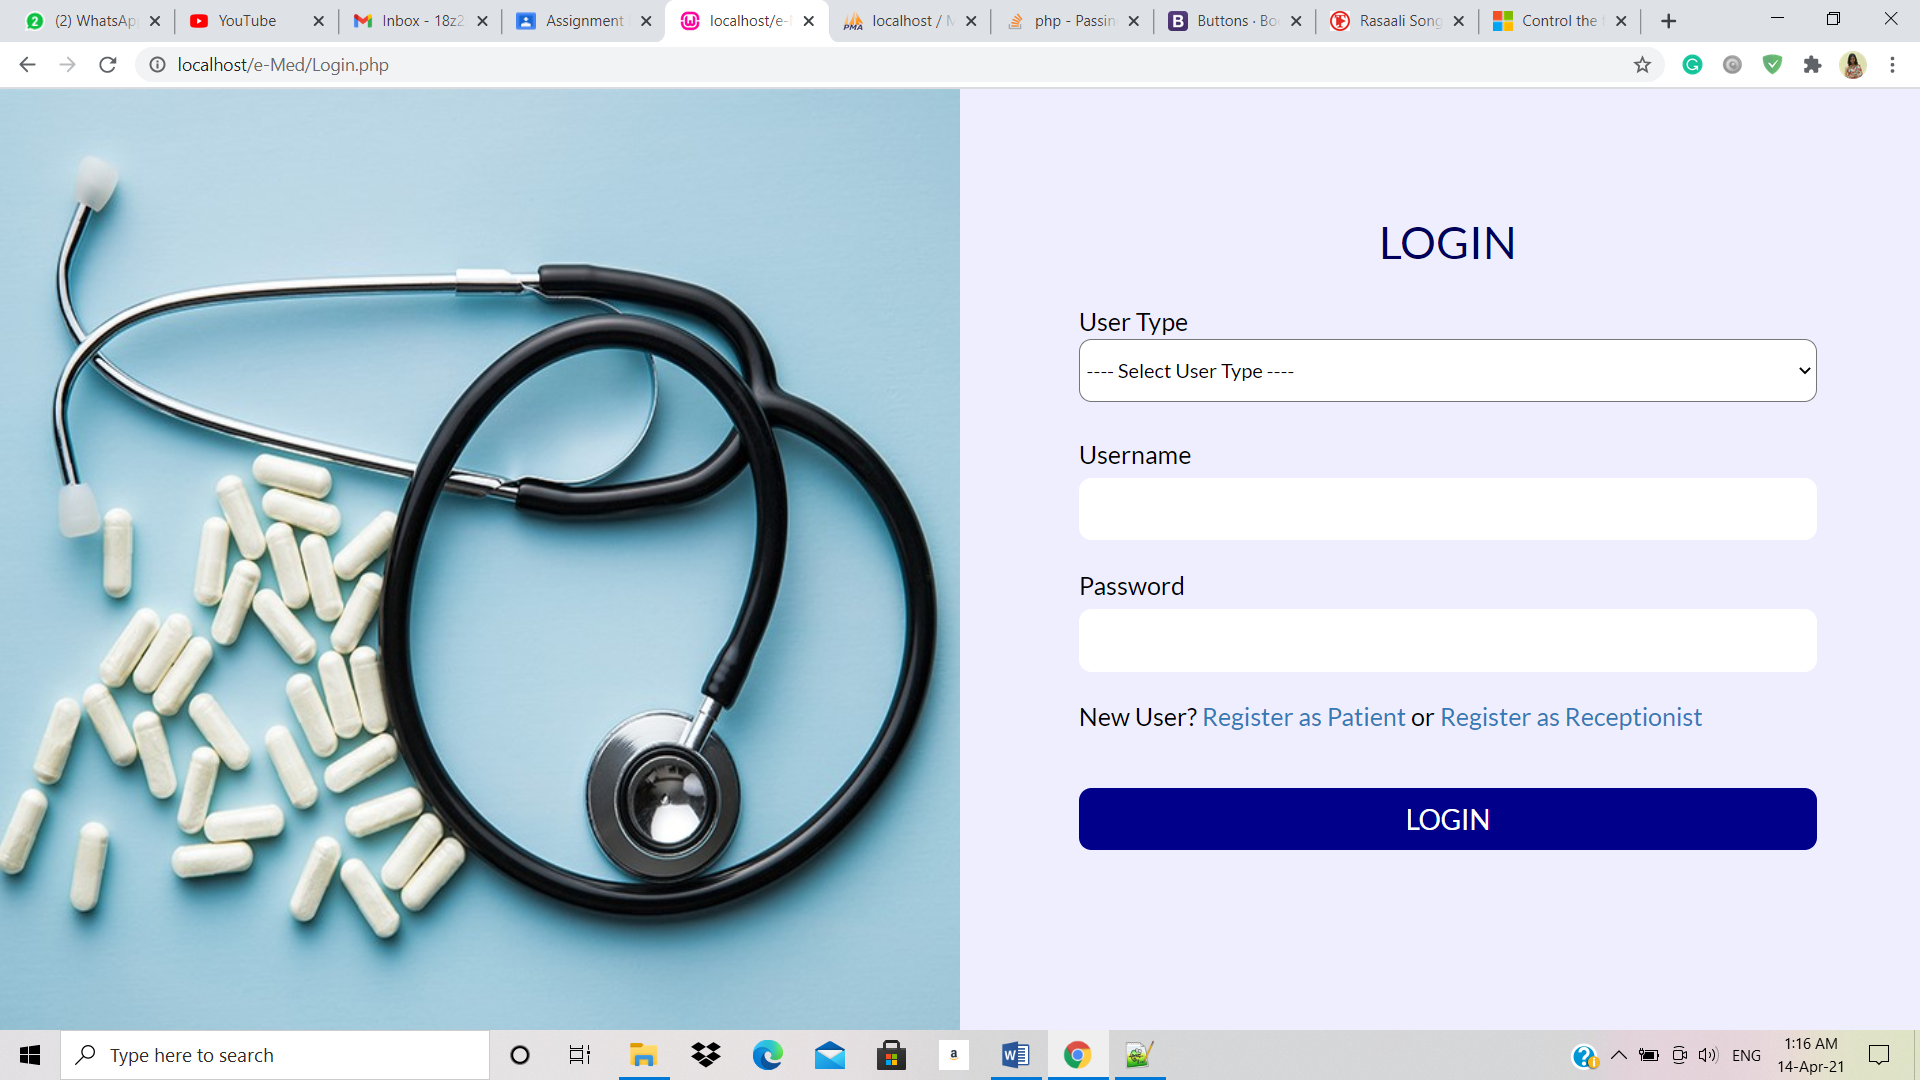 (2) WhatsAp
YouTube
Inbox - 18z2
Assignment
localhost/e-
localhost / M
php - Passin
Buttons · Bo
Rasaali Song
Control the
localhost/e-Med/Login.php
LOGIN
User Type
---- Select User Type ----
Username
Password
New User? Register as Patient or Register as Receptionist
LOGIN
Type here to search
ENG
1:16 AM
14-Apr-21